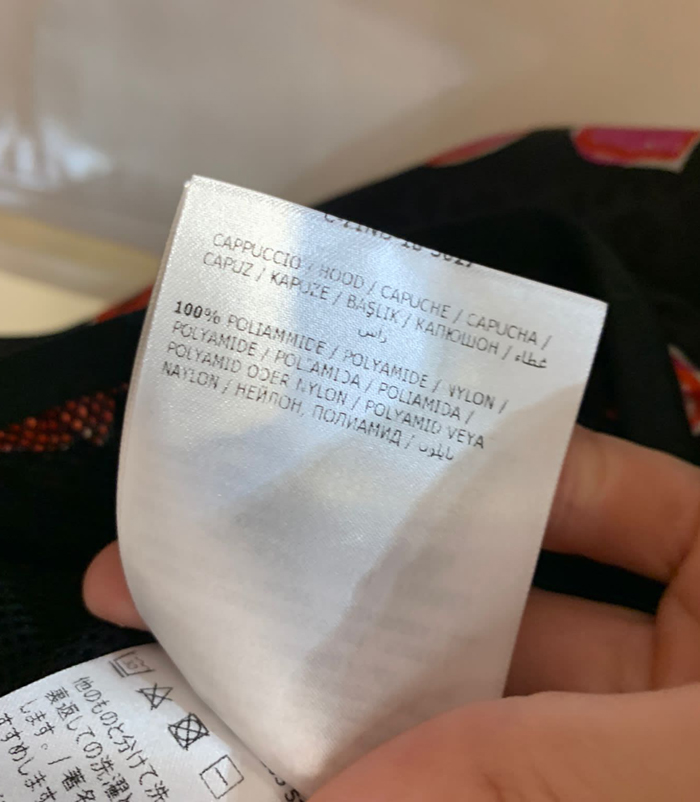 CAPPUCCIO / HOOD / CAPUCHE / CAPUCHA /
CAPUZ / KAPUZE / BAŞLIK / КАПЮШОН / غطاء
راس
100% POLIAMMIDE / POLYAMIDE / NYLON /
POLYAMIDE / POLIAMIDA / POLIAMIDA /
POLYAMID ODER NYLON / POLYAMID VEYA
NAYLON / НЕЙЛОН, ПОЛИАМИД / نايلون
他のものと分けて洗
裏返しての洗濯
します。/ 著名
すすめします